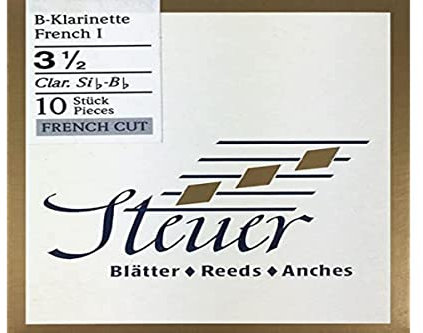 B-Klarinette
French I
3 ½
Clar. Si♭-B♭
10 Stück
Pieces
FRENCH CUT
Steuer
Blätter ♦ Reeds ♦ Anches